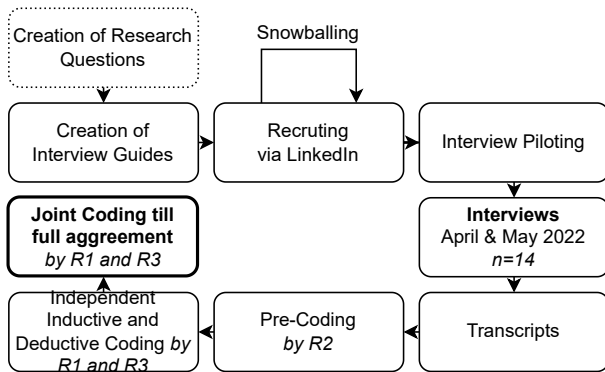 Creation of Research
Questions
Snowballing
Creation of
Interview Guides
Recruting
via LinkedIn
Interview Piloting
Joint Coding till
full aggreement
by R1 and R3
Interviews
April & May 2022
n=14
Independent
Inductive and
Deductive Coding by
R1 and R3
Pre-Coding
by R2
Transcripts